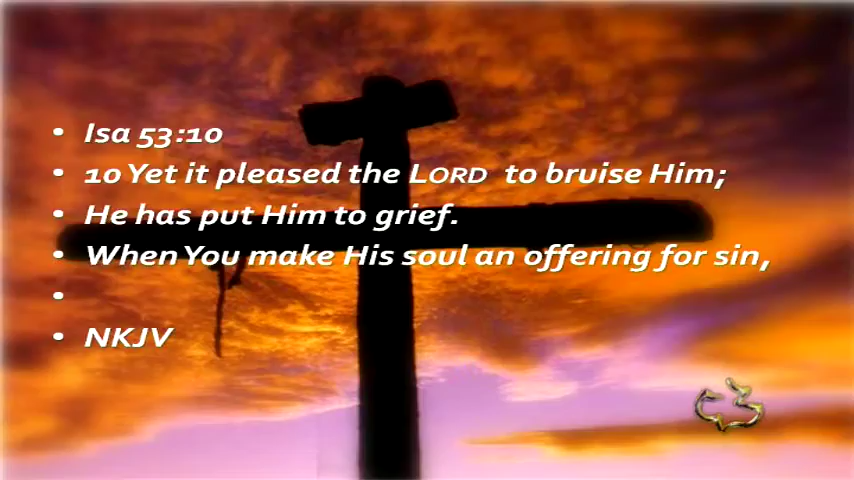 • Isa 53:10
• 10 Yet it pleased the LORD to bruise Him;
• He has put Him to grief.
• When You make His soul an offering for sin,
•
• NKJV